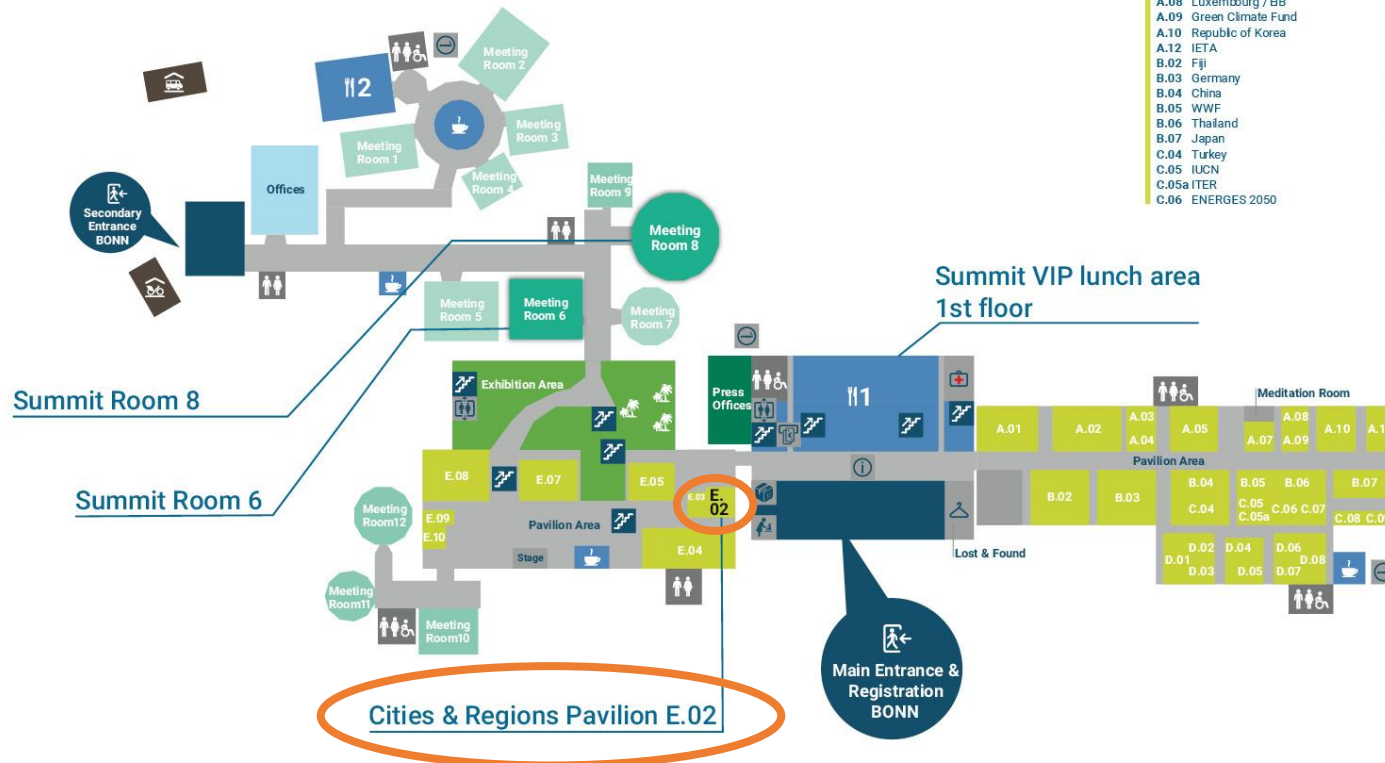 A.08 Luxembourg / EIB
A.09 Green Climate Fund
A.10 Republic of Korea
A.12 IETA
B.02 Fiji
B.03 Germany
B.04 China
B.05 WWF
B.06 Thailand
B.07 Japan
C.04 Turkey
C.05 IUCN
C.05a ITER
C.06 ENERGES 2050
Meeting
Room 2
2
Meeting
Room 3
Meeting
Room 1
Meeting
Room 4
Meeting
Room 9
Offices
Secondary
Entrance
BONN
Meeting
Room 8
Summit VIP lunch area
1st floor
Meeting
Room 5
Meeting
Room 6
Meeting
Room 7
Summit Room 8
Exhibition Area
Press
Offices
1
Meditation Room
A.01
A.02
A.03
A.04
A.05
A.07
A.08
A.09
A.10
Pavilion Area
Summit Room 6
E.08
E.07
E.05
E.03
E.
02
B.02
B.03
B.04
C.04
B.05
C.05
C.05a
B.06
C.06 C.07
B.07
C.08
Meeting
Room12
E.09
E.10
Pavilion Area
Stage
E.04
Lost & Found
D.01
D.02
D.03
D.04
D.05
D.06
D.07
D.08
Meeting
Room11
Meeting
Room10
Main Entrance &
Registration
BONN
Cities & Regions Pavilion E.02